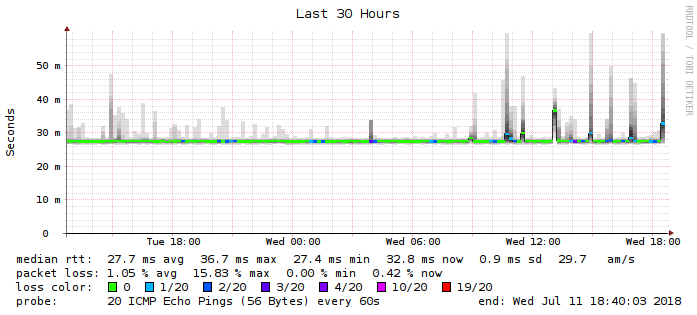 Last 30 Hours
RRDTOOL / TOBI OETIKER
Seconds
50 m
40 m
30 m
20 m
10 m
0
Tue 18:00 Wed 00:00 Wed 06:00 Wed 12:00 Wed 18:00
median rtt: 27.7 ms avg 36.7 ms max 27.4 ms min 32.8 ms now 0.9 ms sd 29.7 am/s
packet loss: 1.05 % avg 15.83 % max 0.00 % min 0.42 % now
loss color: 0 1/20 2/20 3/20 4/20 10/20 19/20
probe: 20 ICMP Echo Pings (56 Bytes) every 60s end: Wed Jul 11 18:40:03 2018